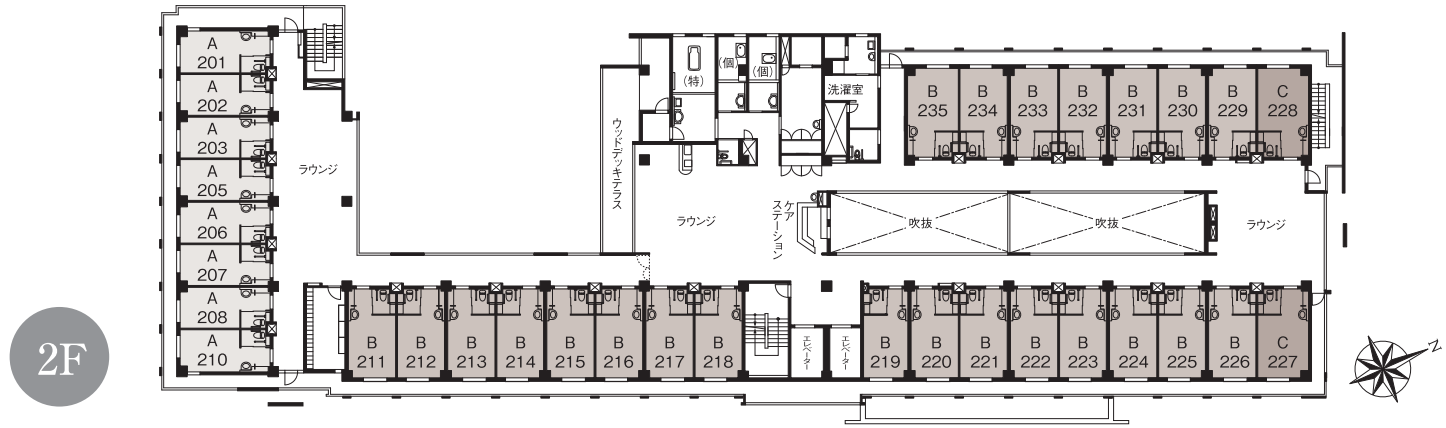 A
201
A
202
A
203
A
205
A
206
A
207
A
208
A
210
ラウンジ
ウッドデッキテラス
(特)
(個)
(個)
洗濯室
B
235
B
234
B
233
B
232
B
231
B
230
B
229
C
228
ラウンジ
ケア
ステーション
吹抜
吹抜
ラウンジ
B
211
B
212
B
213
B
214
B
215
B
216
B
217
B
218
エレベーター
エレベーター
B
219
B
220
B
221
B
222
B
223
B
224
B
225
B
226
C
227
2F
N